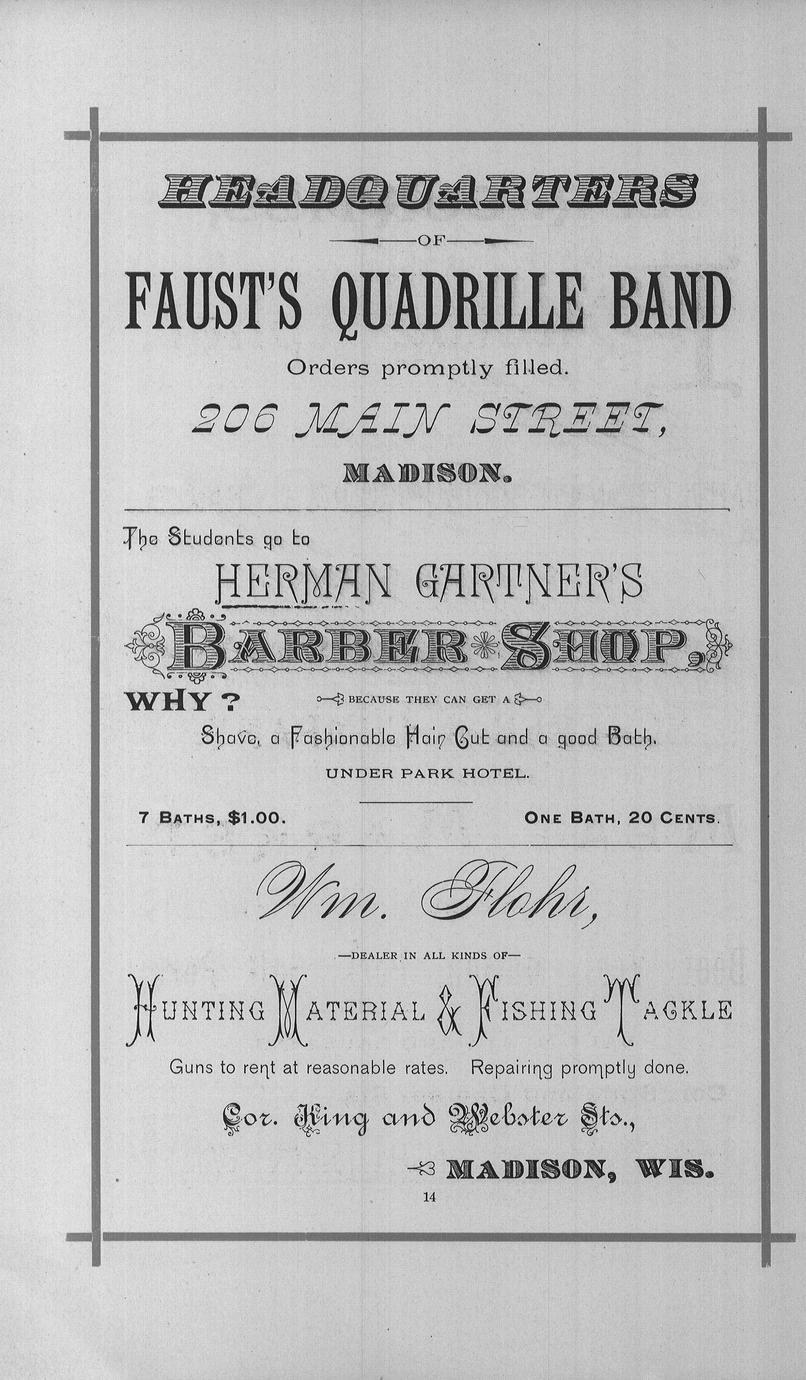 HEADQUARTERS
OF
FAUST'S QUADRILLE BAND
Orders promptly filled.
206 MAIN STREET,
MADISON.
The Students go to
HERMAN GARTNER'S
BARBER SHOP,
WHY?
BECAUSE THEY CAN GET A
Shave, a Fashionable Hair Cut and a good Bath.
UNDER PARK HOTEL.
7 BATHS, $1.00. ONE BATH, 20 CENTS.
Wm. Flohr,
—DEALER IN ALL KINDS OF—
HUNTING MATERIAL & FISHING TACKLE
Guns to rent at reasonable rates. Repairing promptly done.
Cor. King and Webster Sts.,
MADISON, WIS.
14